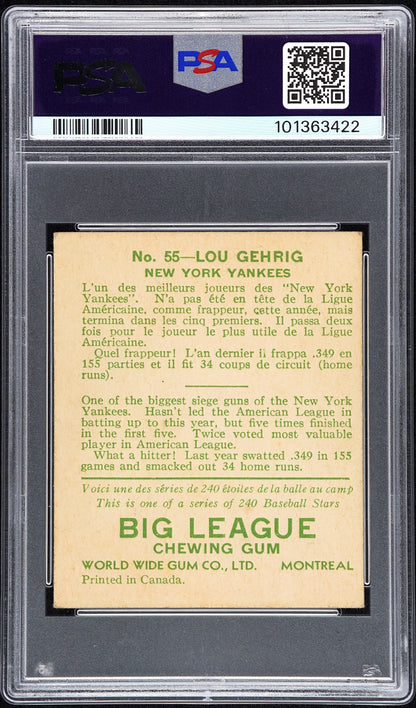 PSA
PSA
101363422
No. 55—LOU GEHRIG
NEW YORK YANKEES
L'un des meilleurs joueurs des "New York
Yankees". N'a pas été en tête de la Ligue
Américaine, comme frappeur, cette année, mais
termina dans les cinq premiers. Il passa deux
fois pour le joueur le plus utile de la Ligue
Américaine.
Quel frappeur! L'an dernier il frappa .349 en
155 parties et il fit 34 coups de circuit (home
runs).
One of the biggest siege guns of the New York
Yankees. Hasn't led the American League in
batting up to this year, but five times finished
in the first five. Twice voted most valuable
player in American League.
What a hitter! Last year swatted .349 in 155
games and smacked out 34 home runs.
Voici une des séries de 240 étoiles de la balle au camp
This is one of a series of 240 Baseball Stars
BIG LEAGUE
CHEWING GUM
WORLD WIDE GUM CO., LTD. MONTREAL
Printed in Canada.